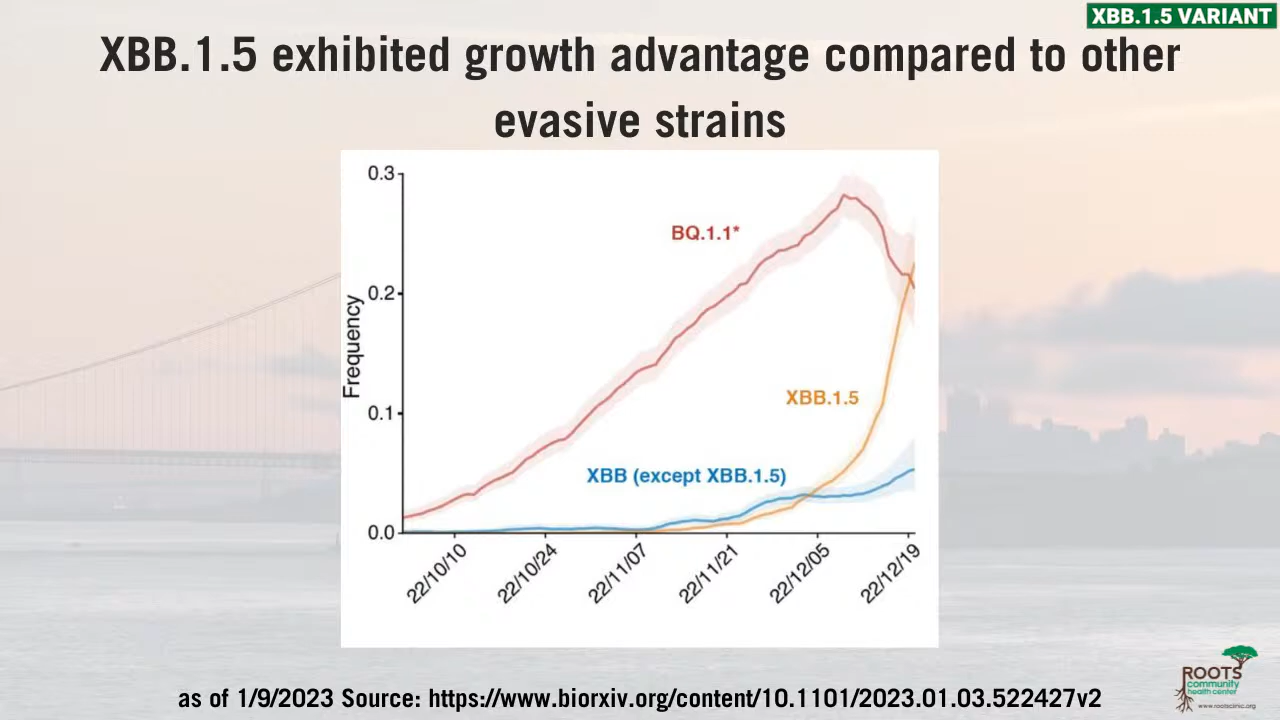 XBB.1.5 VARIANT
XBB.1.5 exhibited growth advantage compared to other
evasive strains
0.3
BQ.1.1*
0.2
Frequency
XBB.1.5
0.1
XBB (except XBB.1.5)
0.0
22/10/10
22/10/24
22/11/07
22/11/21
22/12/05
22/12/19
ROOTS
community
health center
www.rootsclinic.org
as of 1/9/2023 Source: https://www.biorxiv.org/content/10.1101/2023.01.03.522427v2